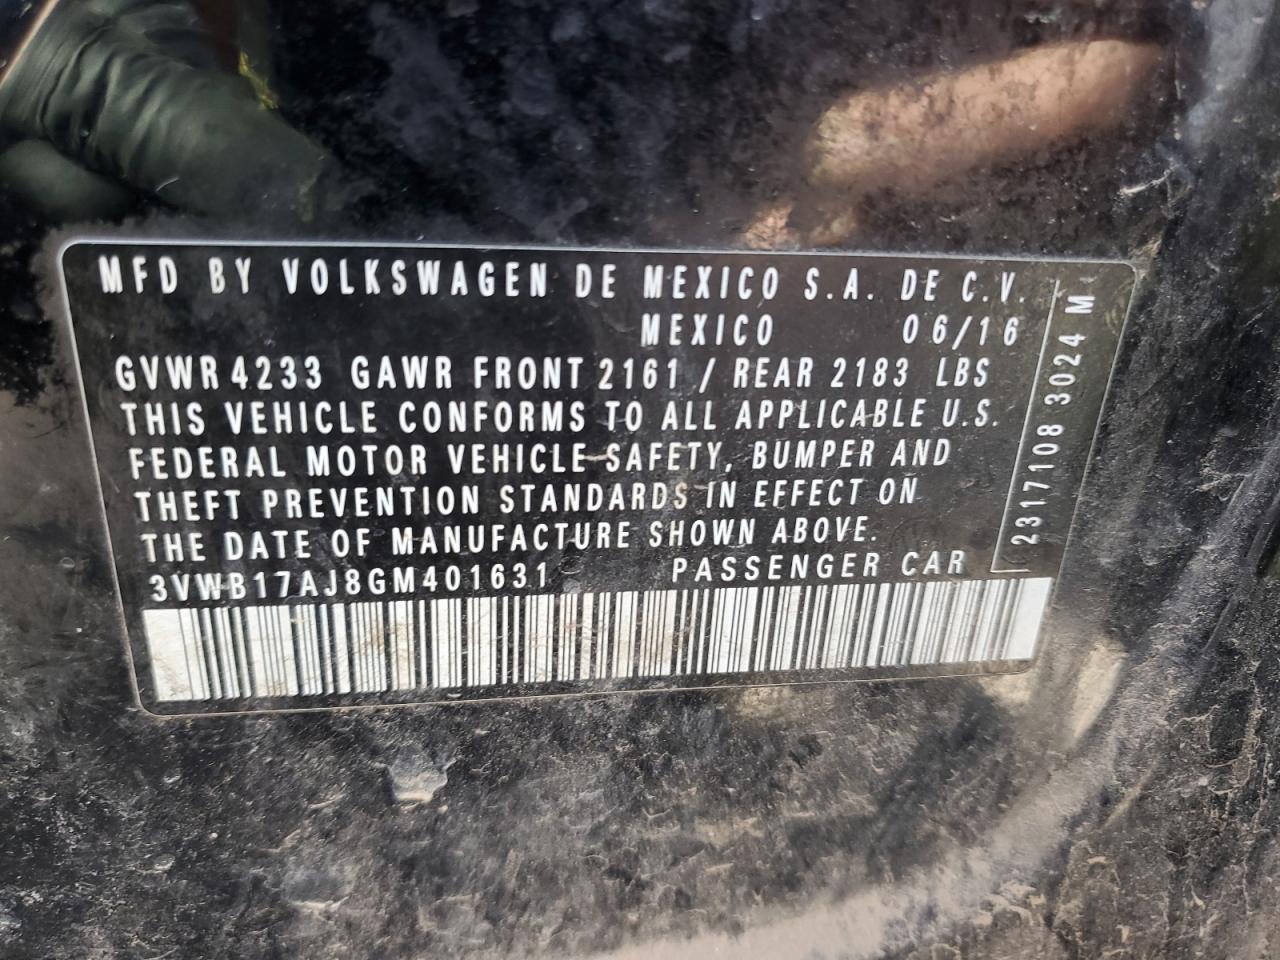 MFD BY VOLKSWAGEN DE MEXICO S.A. DE C.V.
MEXICO 06/16
GVWR 4233 GAWR FRONT 2161 / REAR 2183 LBS
THIS VEHICLE CONFORMS TO ALL APPLICABLE U.S.
FEDERAL MOTOR VEHICLE SAFETY, BUMPER AND
THEFT PREVENTION STANDARDS IN EFFECT ON
THE DATE OF MANUFACTURE SHOWN ABOVE.
3VWB17AJ8GM401631 PASSENGER CAR
2317108 3024 M